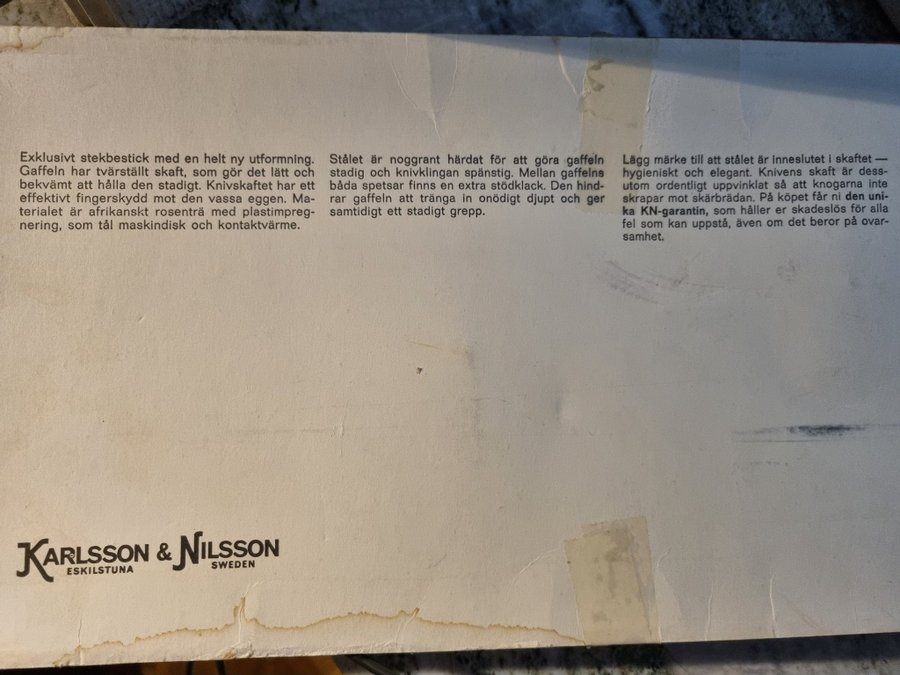 Exklusivt stekbestick med en helt ny utformning.
Gaffeln har tvärställt skaft, som gör det lätt och
bekvämt att hålla den stadigt. Knivskaftet har ett
effektivt fingerskydd mot den vassa eggen. Ma-
terialet är afrikanskt rosenträ med plastimpreg-
nering, som tål maskindisk och kontaktvärme.
Stålet är noggrant härdat för att göra gaffeln
stadig och knivklingan spänstig. Mellan gaffelns
båda spetsar finns en extra stödklack. Den hind-
rar gaffeln att tränga in onödigt djupt och ger
samtidigt ett stadigt grepp.
Lägg märke till att stålet är inneslutet i skaftet —
hygieniskt och elegant. Knivens skaft är dess-
utom ordentligt uppvinklat så att knogarna inte
skrapar mot skärbrädan. På köpet får ni den uni-
ka KN-garantin, som håller er skadeslös för alla
fel som kan uppstå, även om det beror på ovar-
samhet.
KARLSSON & NILSSON
ESKILSTUNA SWEDEN